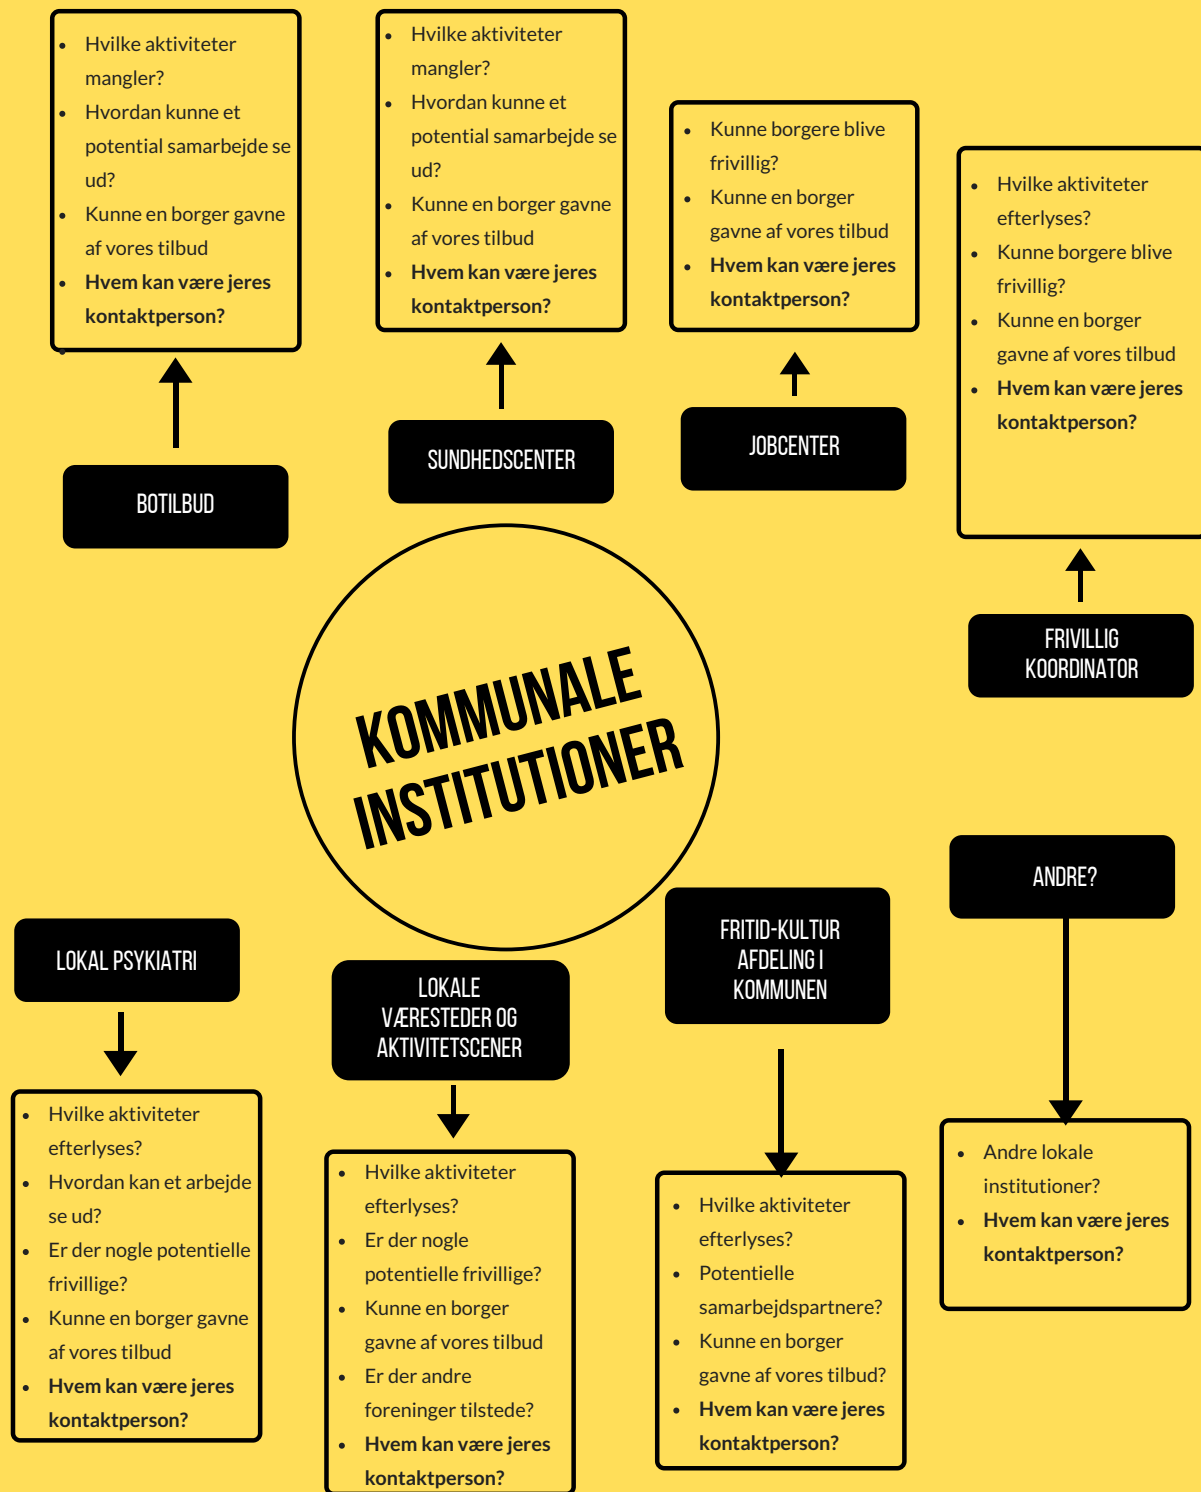 • Hvilke aktiviteter
mangler?
• Hvordan kunne et
potential samarbejde se
ud?
• Kunne en borger gavne
af vores tilbud
• Hvem kan være jeres
kontaktperson?
•
BOTILBUD
• Hvilke aktiviteter
mangler?
• Hvordan kunne et
potential samarbejde se
ud?
• Kunne en borger gavne
af vores tilbud
• Hvem kan være jeres
kontaktperson?
SUNDHEDSCENTER
• Kunne borgere blive
frivillig?
• Kunne en borger
gavne af vores tilbud
• Hvem kan være jeres
kontaktperson?
JOBCENTER
• Hvilke aktiviteter
efterlyses?
• Kunne borgere blive
frivillig?
• Kunne en borger
gavne af vores tilbud
• Hvem kan være jeres
kontaktperson?
FRIVILLIG
KOORDINATOR
KOMMUNALE
INSTITUTIONER
LOKAL PSYKIATRI
• Hvilke aktiviteter
efterlyses?
• Hvordan kan et arbejde
se ud?
• Er der nogle potentielle
frivillige?
• Kunne en borger gavne
af vores tilbud
• Hvem kan være jeres
kontaktperson?
LOKALE
VÆRESTEDER OG
AKTIVITETSCENER
• Hvilke aktiviteter
efterlyses?
• Er der nogle
potentielle frivillige?
• Kunne en borger
gavne af vores tilbud
• Er der andre
foreninger tilstede?
• Hvem kan være jeres
kontaktperson?
FRITID-KULTUR
AFDELING I
KOMMUNEN
• Hvilke aktiviteter
efterlyses?
• Potentielle
samarbejdspartnere?
• Kunne en borger
gavne af vores tilbud?
• Hvem kan være jeres
kontaktperson?
ANDRE?
• Andre lokale
institutioner?
• Hvem kan være jeres
kontaktperson?